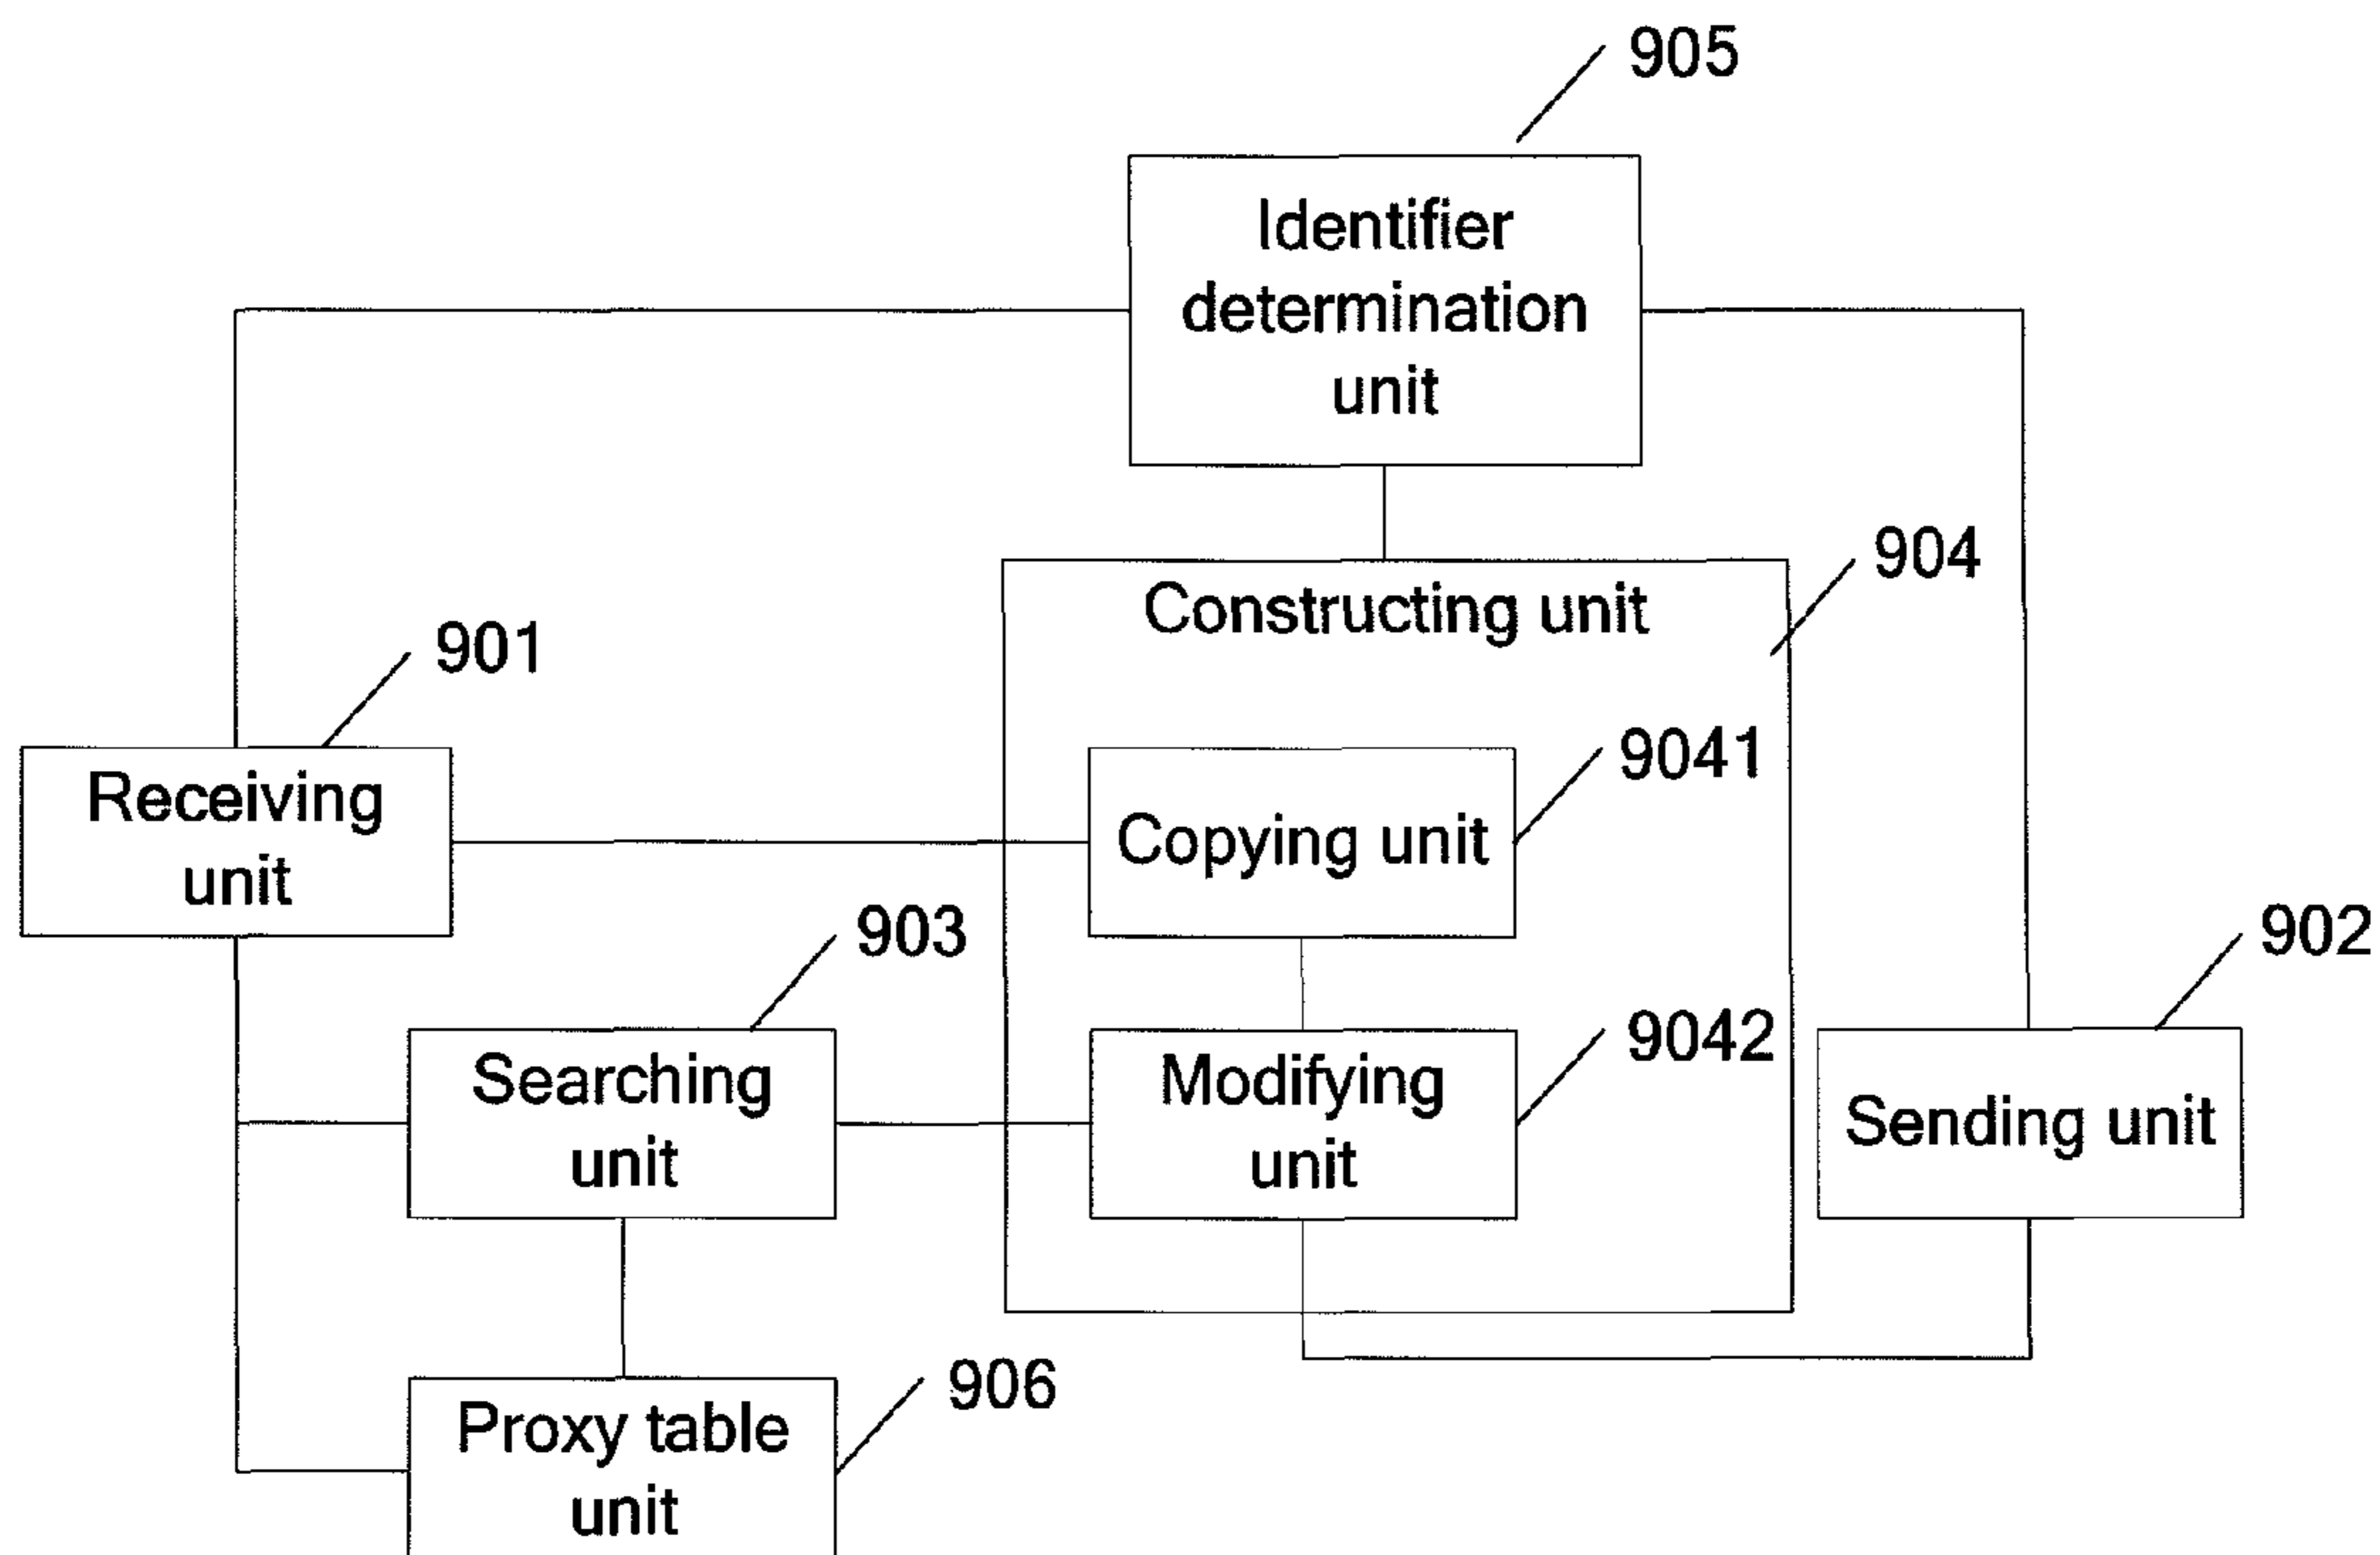 905
Identifier
determination
unit
904
Constructing unit
901
Receiving
unit
9041
Copying unit
903
Searching
unit
9042
Modifying
unit
902
Sending unit
906
Proxy table
unit